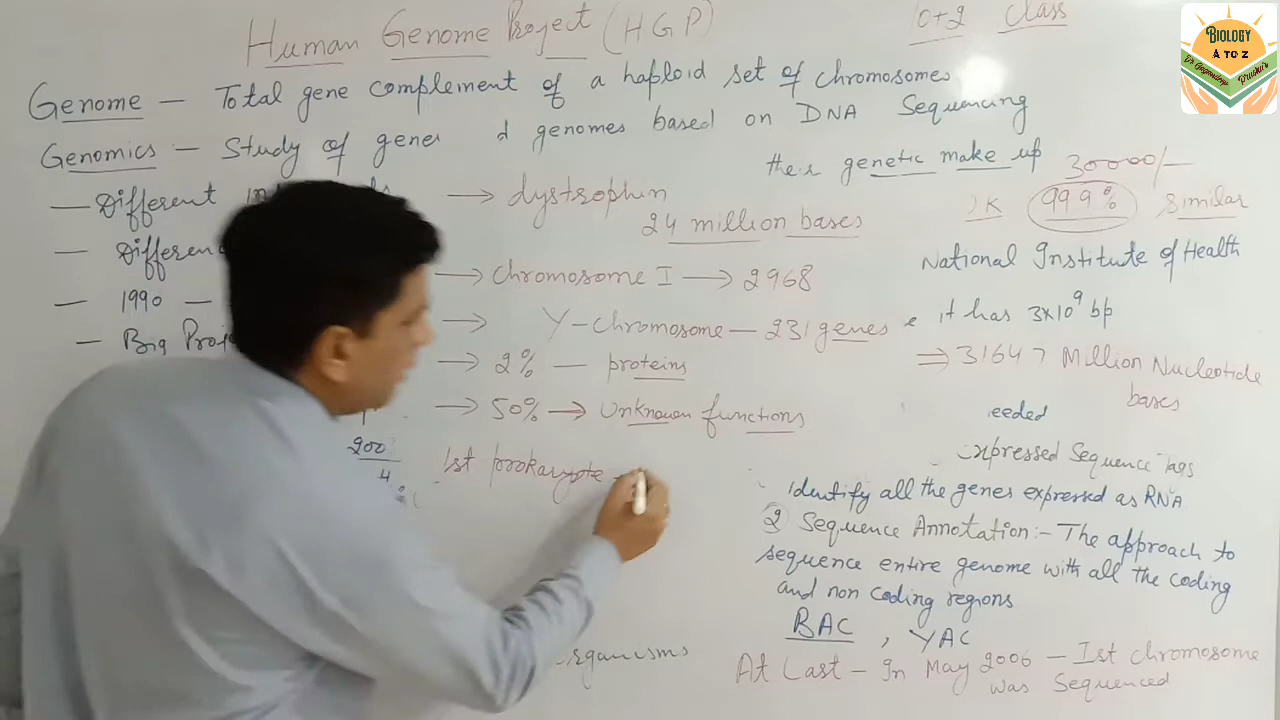 Human Genome Project (HGP)
10+2 Class
BIOLOGY
A TO Z
Genome — Total gene complement of a haploid set of chromosomes
Genomics — Study of genes & genomes based on DNA Sequencing
their genetic make up 30000/-
— Different
→ dystrophin
24 million bases
99.9% Similar
— Differen
→ Chromosome I → 2968
National Institute of Health
— 1990 —
→ Y-chromosome — 231 genes
it has 3x10⁹ bp
— Big Proj
→ 2% — proteins
⇒ 3164.7 Million Nucleotide
bases
→ 50% → Unknown functions
eeded
200
4
1st prokaryote -
xpressed Sequence Tags
identify all the genes expressed as RNA
2 Sequence Annotation:- The approach to
sequence entire genome with all the coding
and non coding regions
BAC, YAC
organisms
At Last - In May 2006 - Ist chromosome
was Sequenced